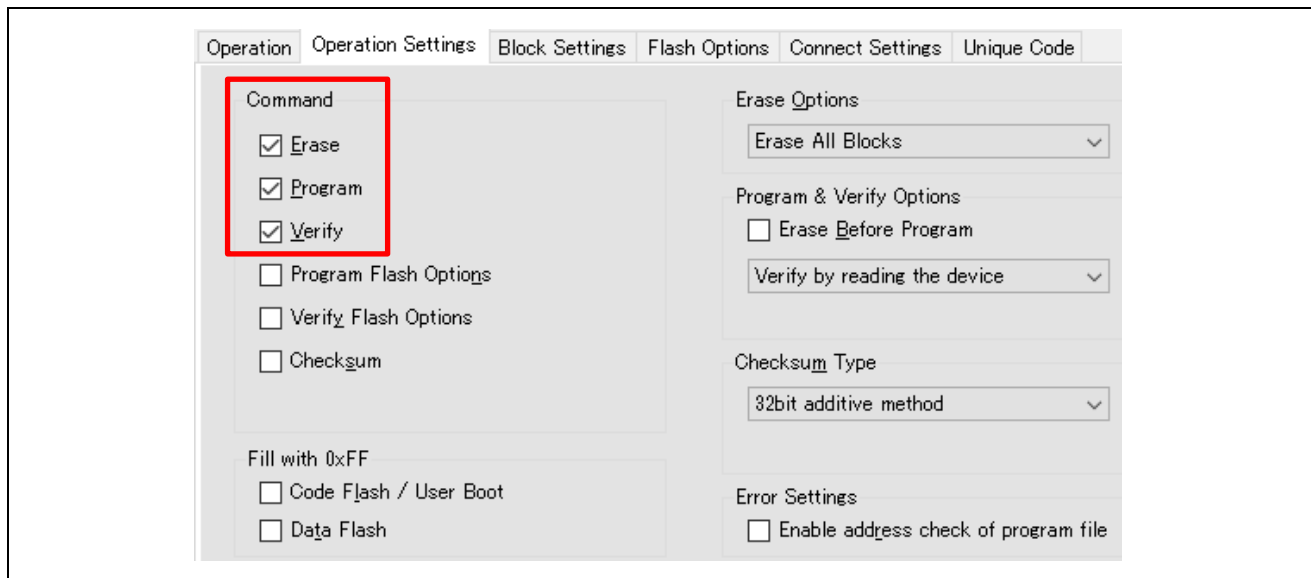 Operation Operation Settings Block Settings Flash Options Connect Settings Unique Code
Command
Erase
Program
Verify
Program Flash Options
Verify Flash Options
Checksum
Fill with 0xFF
Code Flash / User Boot
Data Flash
Erase Options
Erase All Blocks
Program & Verify Options
Erase Before Program
Verify by reading the device
Checksum Type
32bit additive method
Error Settings
Enable address check of program file